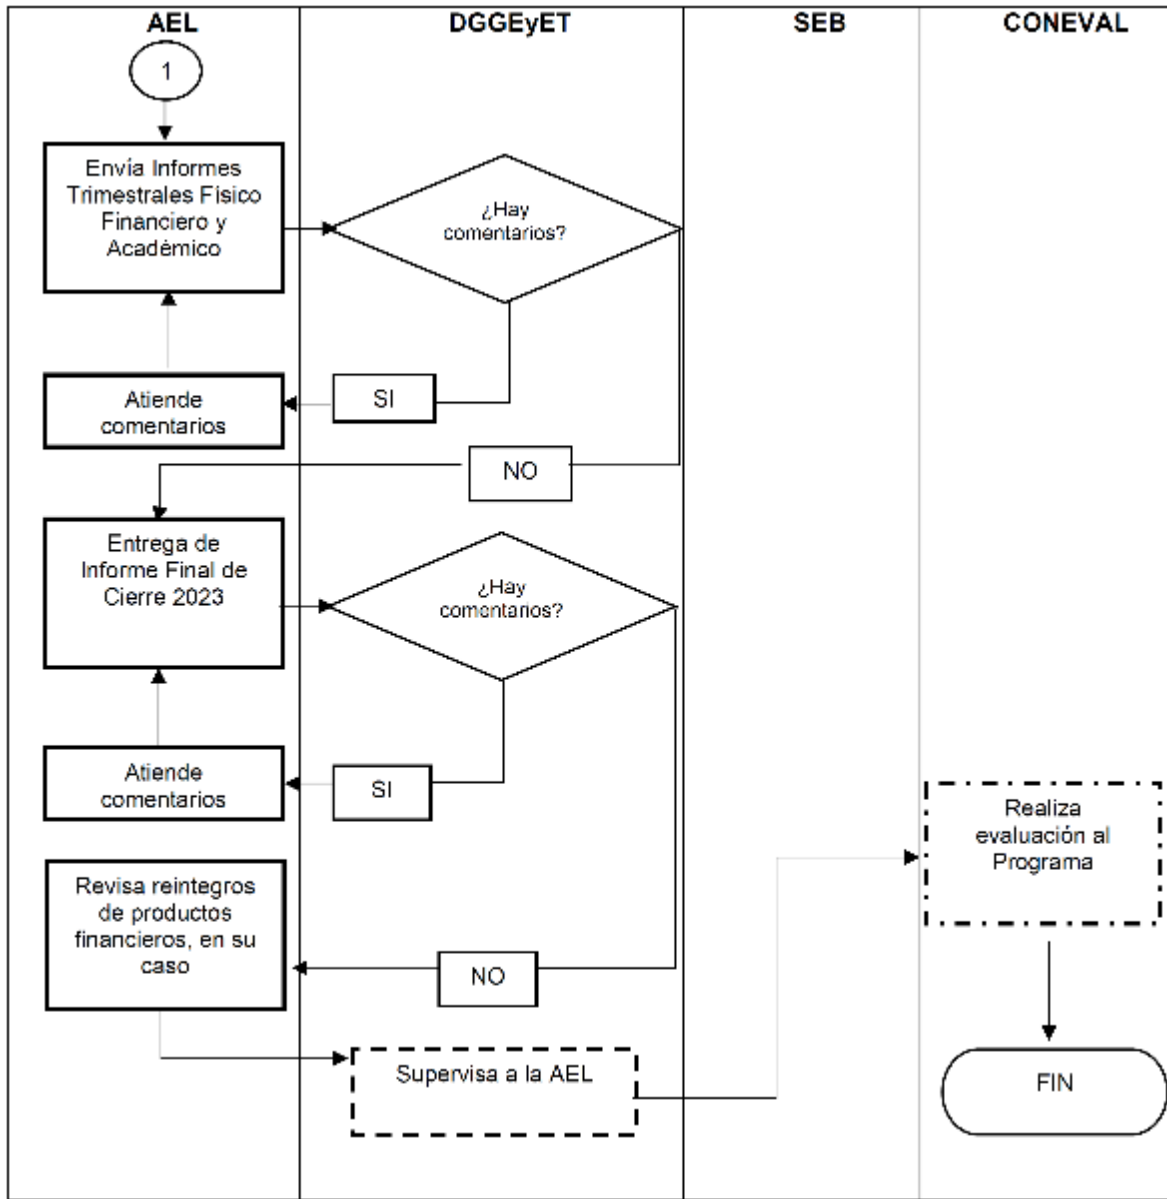 AEL
DGGEyET
SEB
CONEVAL
1
Envía Informes
Trimestrales Físico
Financiero y
Académico
¿Hay
comentarios?
SI
Atiende
comentarios
NO
Entrega de
Informe Final de
Cierre 2023
¿Hay
comentarios?
SI
Atiende
comentarios
Revisa reintegros
de productos
financieros, en su
caso
NO
Supervisa a la AEL
Realiza
evaluación al
Programa
FIN